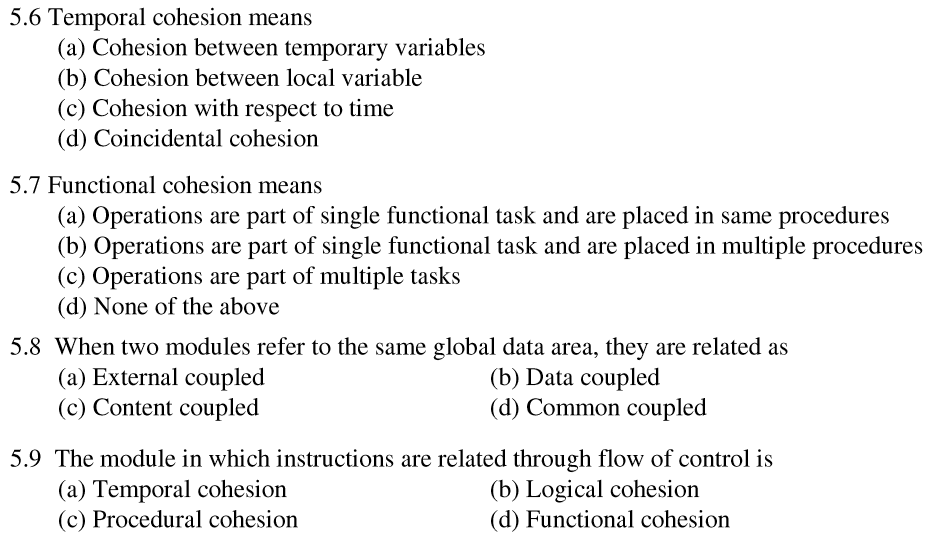 5.6 Temporal cohesion means
(a) Cohesion between temporary variables
(b) Cohesion between local variable
(c) Cohesion with respect to time
(d) Coincidental cohesion
5.7 Functional cohesion means
(a) Operations are part of single functional task and are placed in same procedures
(b) Operations are part of single functional task and are placed in multiple procedures
(c) Operations are part of multiple tasks
(d) None of the above
5.8 When two modules refer to the same global data area, they are related as
(a) External coupled (b) Data coupled
(c) Content coupled (d) Common coupled
5.9 The module in which instructions are related through flow of control is
(a) Temporal cohesion (b) Logical cohesion
(c) Procedural cohesion (d) Functional cohesion